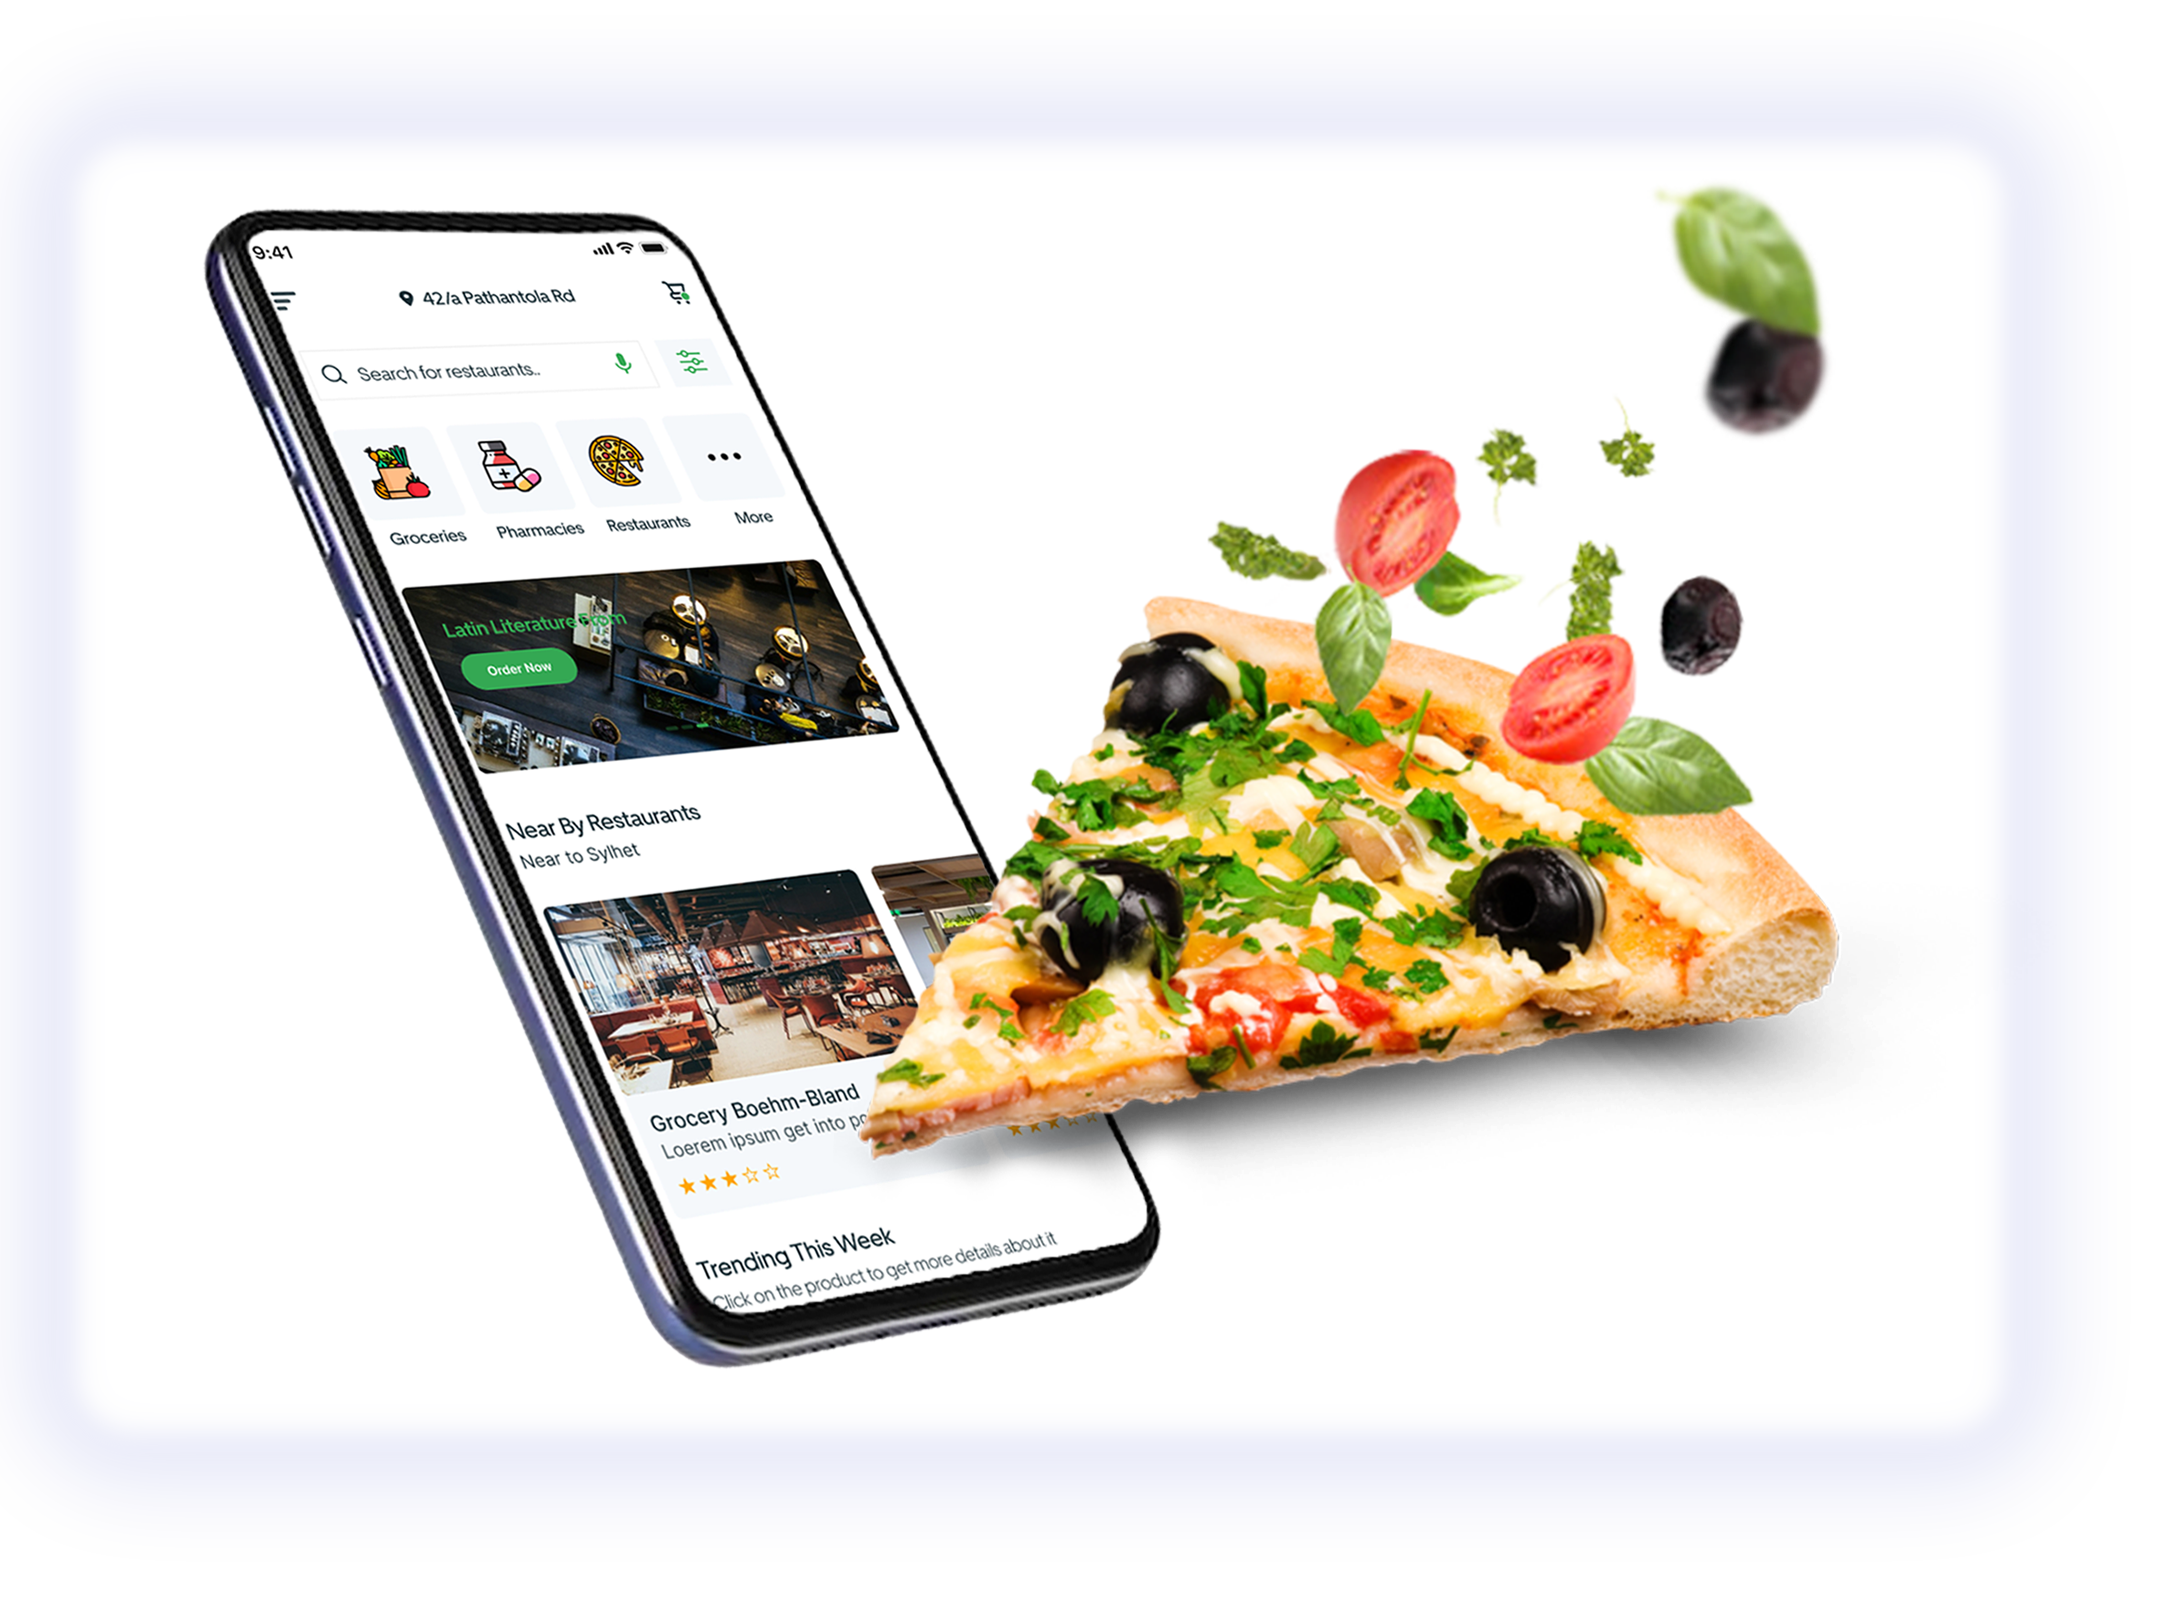 9:41
42/a Pathantola Rd
Search for restaurants..
Groceries
Pharmacies
Restaurants
More
Latin Literature From
Order Now
Near By Restaurants
Near to Sylhet
Grocery Boehm-Bland
Loerem ipsum get into
Trending This Week
Click on the product to get more details about it